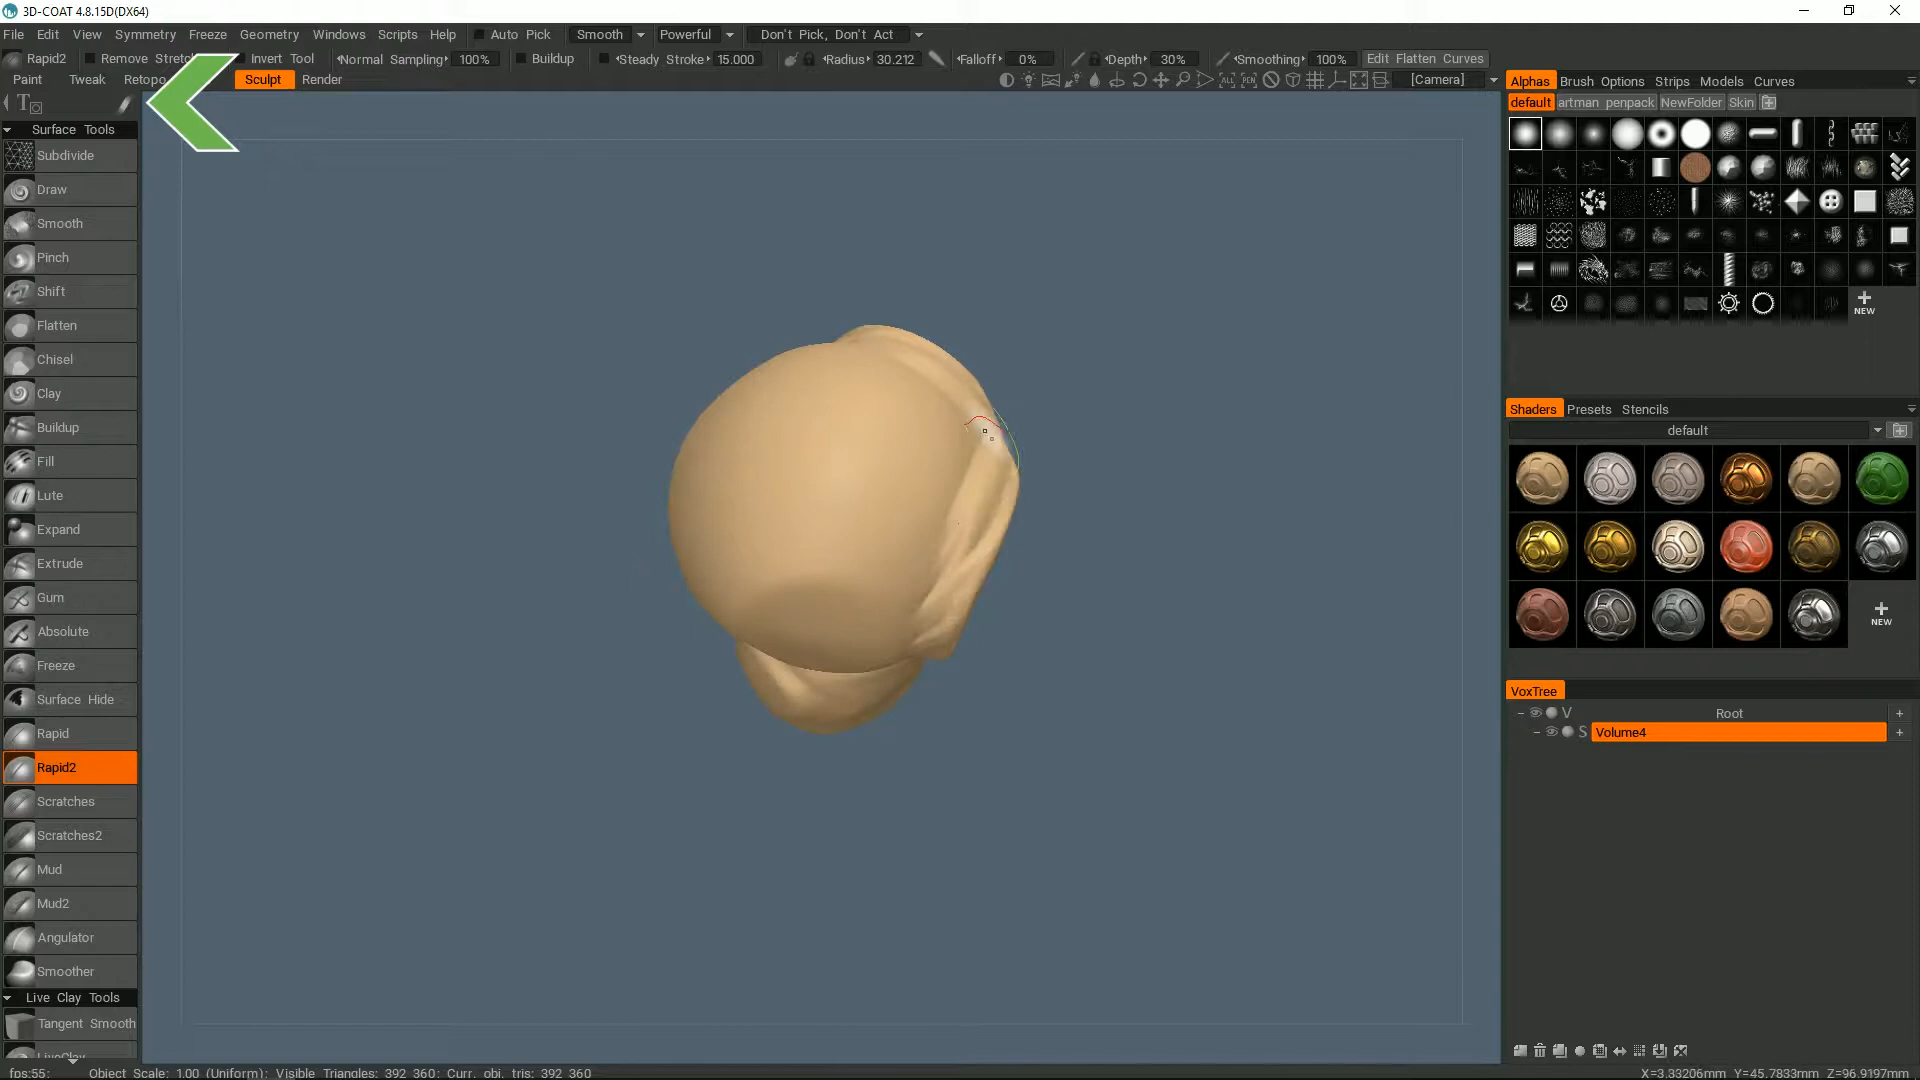 3D-COAT 4.8.15D(DX64)
File Edit View Symmetry Freeze Geometry Windows Scripts Help Auto Pick Smooth Powerful Don't Pick, Don't Act
Rapid2 Remove Stretch Invert Tool Normal Sampling 100% Buildup Steady Stroke 15.000 Radius 30.212 Falloff 0% Depth 30% Smoothing 100% Edit Flatten Curves
Paint Tweak Retopo Sculpt Render [Camera]
Surface Tools
Subdivide
Draw
Smooth
Pinch
Shift
Flatten
Chisel
Clay
Buildup
Fill
Lute
Expand
Extrude
Gum
Absolute
Freeze
Surface Hide
Rapid
Rapid2
Scratches
Scratches2
Mud
Mud2
Angulator
Smoother
Live Clay Tools
Tangent Smooth
LiveClay
Alphas Brush Options Strips Models Curves
default artman penpack NewFolder Skin
NEW
Shaders Presets Stencils
default
NEW
VoxTree
V Root +
S Volume4 +
fps:55: Object Scale: 1.00 (Uniform); Visible Triangles: 392 360; Curr. obj. tris: 392 360
X=3.33206mm Y=45.7833mm Z=96.9197mm